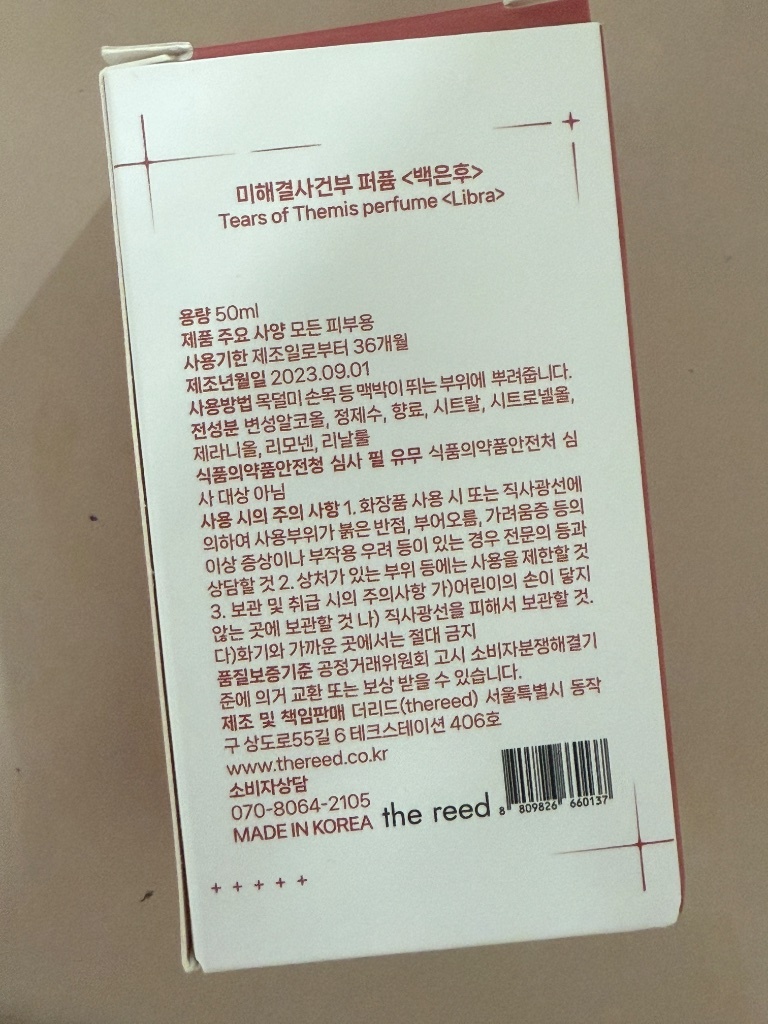 미해결사건부 퍼퓸 <백은후>
Tears of Themis perfume <Libra>
용량 50ml
제품 주요 사양 모든 피부용
사용기한 제조일로부터 36개월
제조년월일 2023.09.01
사용방법 목덜미 손목 등 맥박이 뛰는 부위에 뿌려줍니다.
전성분 변성알코올, 정제수, 향료, 시트랄, 시트로넬올,
제라니올, 리모넨, 리날룰
식품의약품안전청 심사 필 유무 식품의약품안전처 심
사 대상 아님
사용 시의 주의 사항 1. 화장품 사용 시 또는 직사광선에
의하여 사용부위가 붉은 반점, 부어오름, 가려움증 등의
이상 증상이나 부작용 우려 등이 있는 경우 전문의 등과
상담할 것 2. 상처가 있는 부위 등에는 사용을 제한할 것
3. 보관 및 취급 시의 주의사항 가)어린이의 손이 닿지
않는 곳에 보관할 것 나) 직사광선을 피해서 보관할 것.
다)화기와 가까운 곳에서는 절대 금지
품질보증기준 공정거래위원회 고시 소비자분쟁해결기
준에 의거 교환 또는 보상 받을 수 있습니다.
제조 및 책임판매 더리드(thereed) 서울특별시 동작
구 상도로55길 6 테크스테이션 406호
www.thereed.co.kr
소비자상담
070-8064-2105
MADE IN KOREA the reed
8 809826 660137